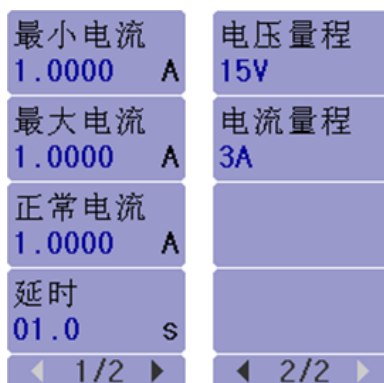 最小电流
1.0000 A
最大电流
1.0000 A
正常电流
1.0000 A
延时
01.0 s
◀ 1/2 ▶
电压量程
15V
电流量程
3A
◀ 2/2 ▶